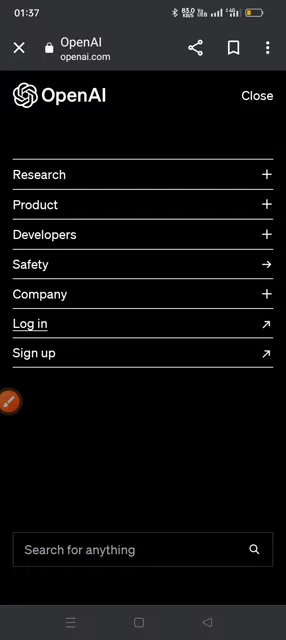 01:37
OpenAI
openai.com
OpenAI
Close
Research
Product
Developers
Safety
Company
Log in
Sign up
Search for anything